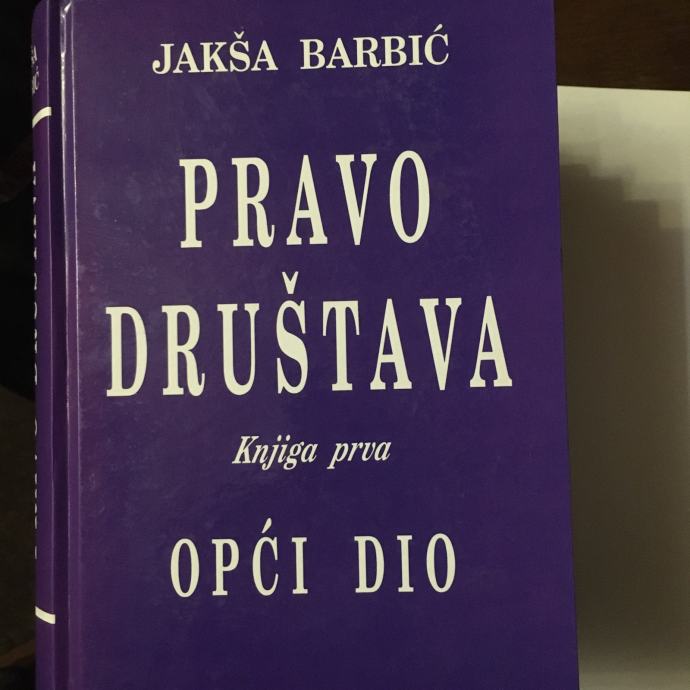 JAKŠA BARBIĆ
PRAVO
DRUŠTAVA
Knjiga prva
OPĆI DIO